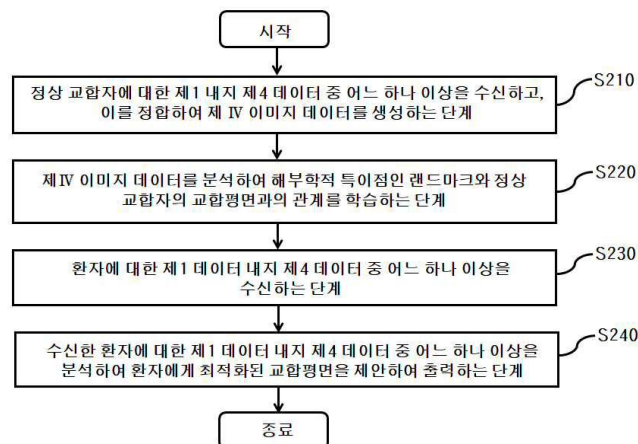 시작
정상 교합자에 대한 제1 내지 제4 데이터 중 어느 하나 이상을 수신하고,
이를 정합하여 제 Ⅳ 이미지 데이터를 생성하는 단계
S210
제Ⅳ 이미지 데이터를 분석하여 해부학적 특이점인 랜드마크와 정상
교합자의 교합평면과의 관계를 학습하는 단계
S220
환자에 대한 제1 데이터 내지 제4 데이터 중 어느 하나 이상을
수신하는 단계
S230
수신한 환자에 대한 제1 데이터 내지 제4 데이터 중 어느 하나 이상을
분석하여 환자에게 최적화된 교합평면을 제안하여 출력하는 단계
S240
종료